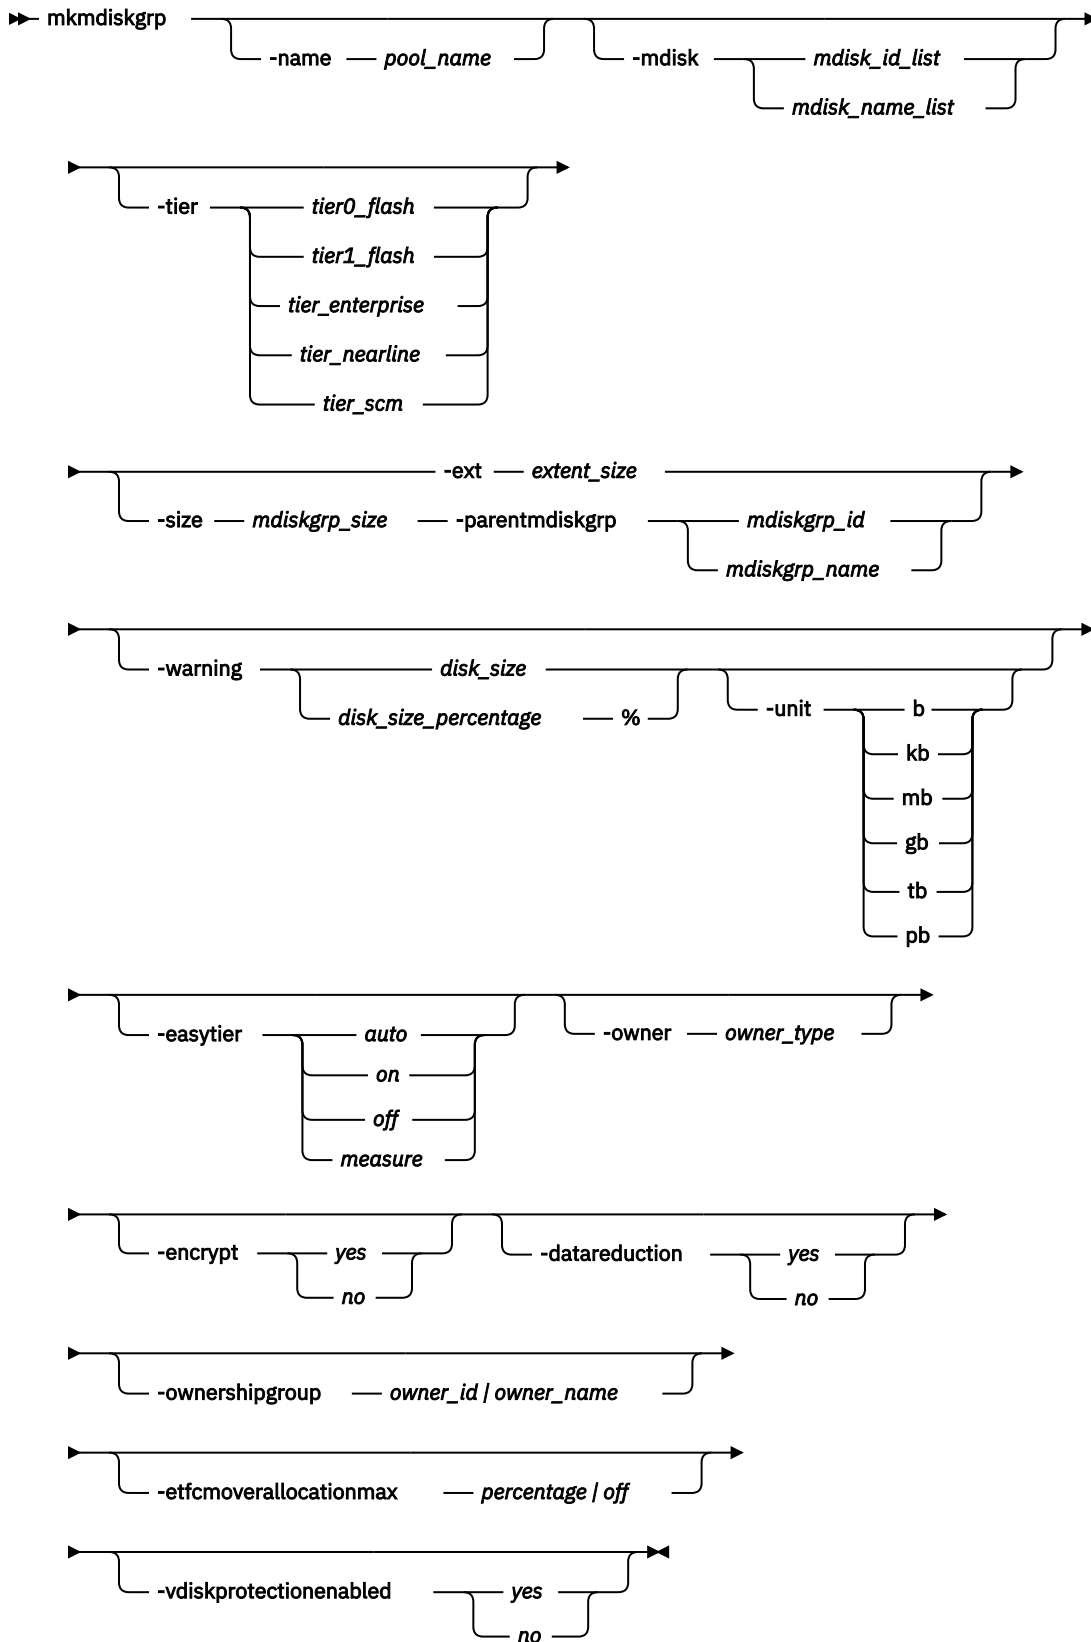 mkmdiskgrp
-name pool_name -mdisk mdisk_id_list
mdisk_name_list
-tier tier0_flash
tier1_flash
tier_enterprise
tier_nearline
tier_scm
-ext extent_size
-size mdiskgrp_size -parentmdiskgrp mdiskgrp_id
mdiskgrp_name
-warning disk_size
disk_size_percentage %
-unit b
kb
mb
gb
tb
pb
-easytier auto
on
off
measure
-owner owner_type
-encrypt yes
no
-datareduction yes
no
-ownershipgroup owner_id | owner_name
-etfcmoverallocationmax percentage | off
-vdiskprotectionenabled yes
no